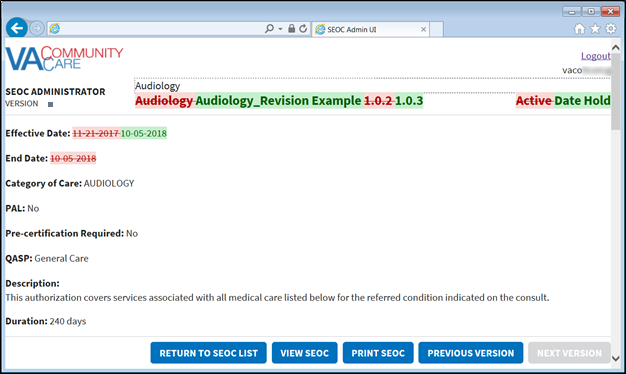 SEOC Admin UI
VA COMMUNITY CARE
Logout
vaco
SEOC ADMINISTRATOR
VERSION
Audiology
Audiology Audiology_Revision Example 1.0.2 1.0.3 Active Date Hold
Effective Date: 11-21-2017 10-05-2018
End Date: 10-05-2018
Category of Care: AUDIOLOGY
PAL: No
Pre-certification Required: No
QASP: General Care
Description:
This authorization covers services associated with all medical care listed below for the referred condition indicated on the consult.
Duration: 240 days
RETURN TO SEOC LIST VIEW SEOC PRINT SEOC PREVIOUS VERSION NEXT VERSION